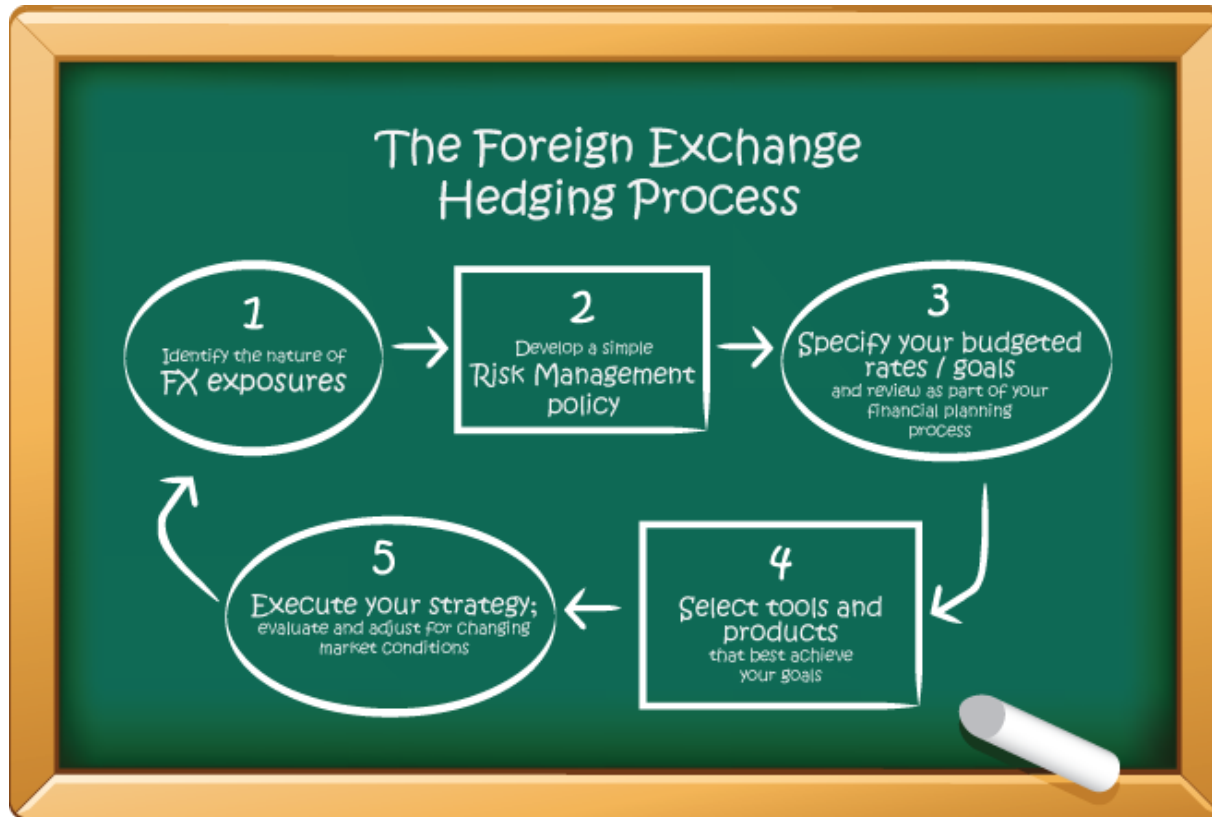 The Foreign Exchange
Hedging Process
1
Identify the nature of
FX exposures
2
Develop a simple
Risk Management
policy
3
Specify your budgeted
rates / goals
and review as part of your
financial planning
process
4
Select tools and
products
that best achieve
your goals
5
Execute your strategy;
evaluate and adjust for changing
market conditions